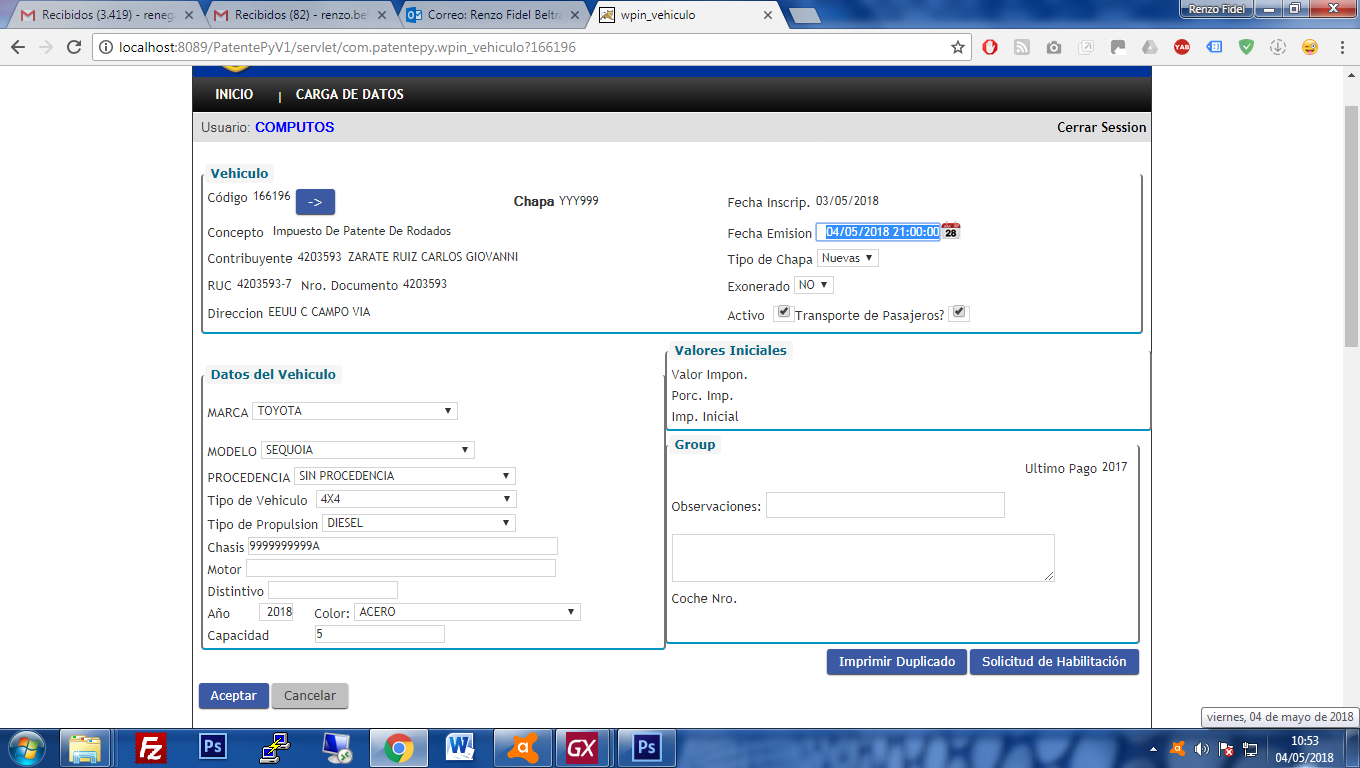 Recibidos (3.419) - reneg
Recibidos (82) - renzo.be
Correo: Renzo Fidel Beltr
wpin_vehiculo
Renzo Fidel
localhost:8089/PatentePyV1/servlet/com.patentepy.wpin_vehiculo?166196
YAB
INICIO | CARGA DE DATOS
Usuario: COMPUTOS
Cerrar Session
Vehiculo
Código 166196 ->
Chapa YYY999
Fecha Inscrip. 03/05/2018
Concepto Impuesto De Patente De Rodados
Fecha Emision 04/05/2018 21:00:00 28
Contribuyente 4203593 ZARATE RUIZ CARLOS GIOVANNI
Tipo de Chapa Nuevas
RUC 4203593-7 Nro. Documento 4203593
Exonerado NO
Direccion EEUU C CAMPO VIA
Activo Transporte de Pasajeros?
Datos del Vehiculo
MARCA TOYOTA
MODELO SEQUOIA
PROCEDENCIA SIN PROCEDENCIA
Tipo de Vehiculo 4X4
Tipo de Propulsion DIESEL
Chasis 9999999999A
Motor
Distintivo
Año 2018 Color: ACERO
Capacidad 5
Valores Iniciales
Valor Impon.
Porc. Imp.
Imp. Inicial
Group
Ultimo Pago 2017
Observaciones:
Coche Nro.
Imprimir Duplicado
Solicitud de Habilitación
Aceptar
Cancelar
viernes, 04 de mayo de 2018
Fz
Ps
W
GX
Ps
10:53
04/05/2018